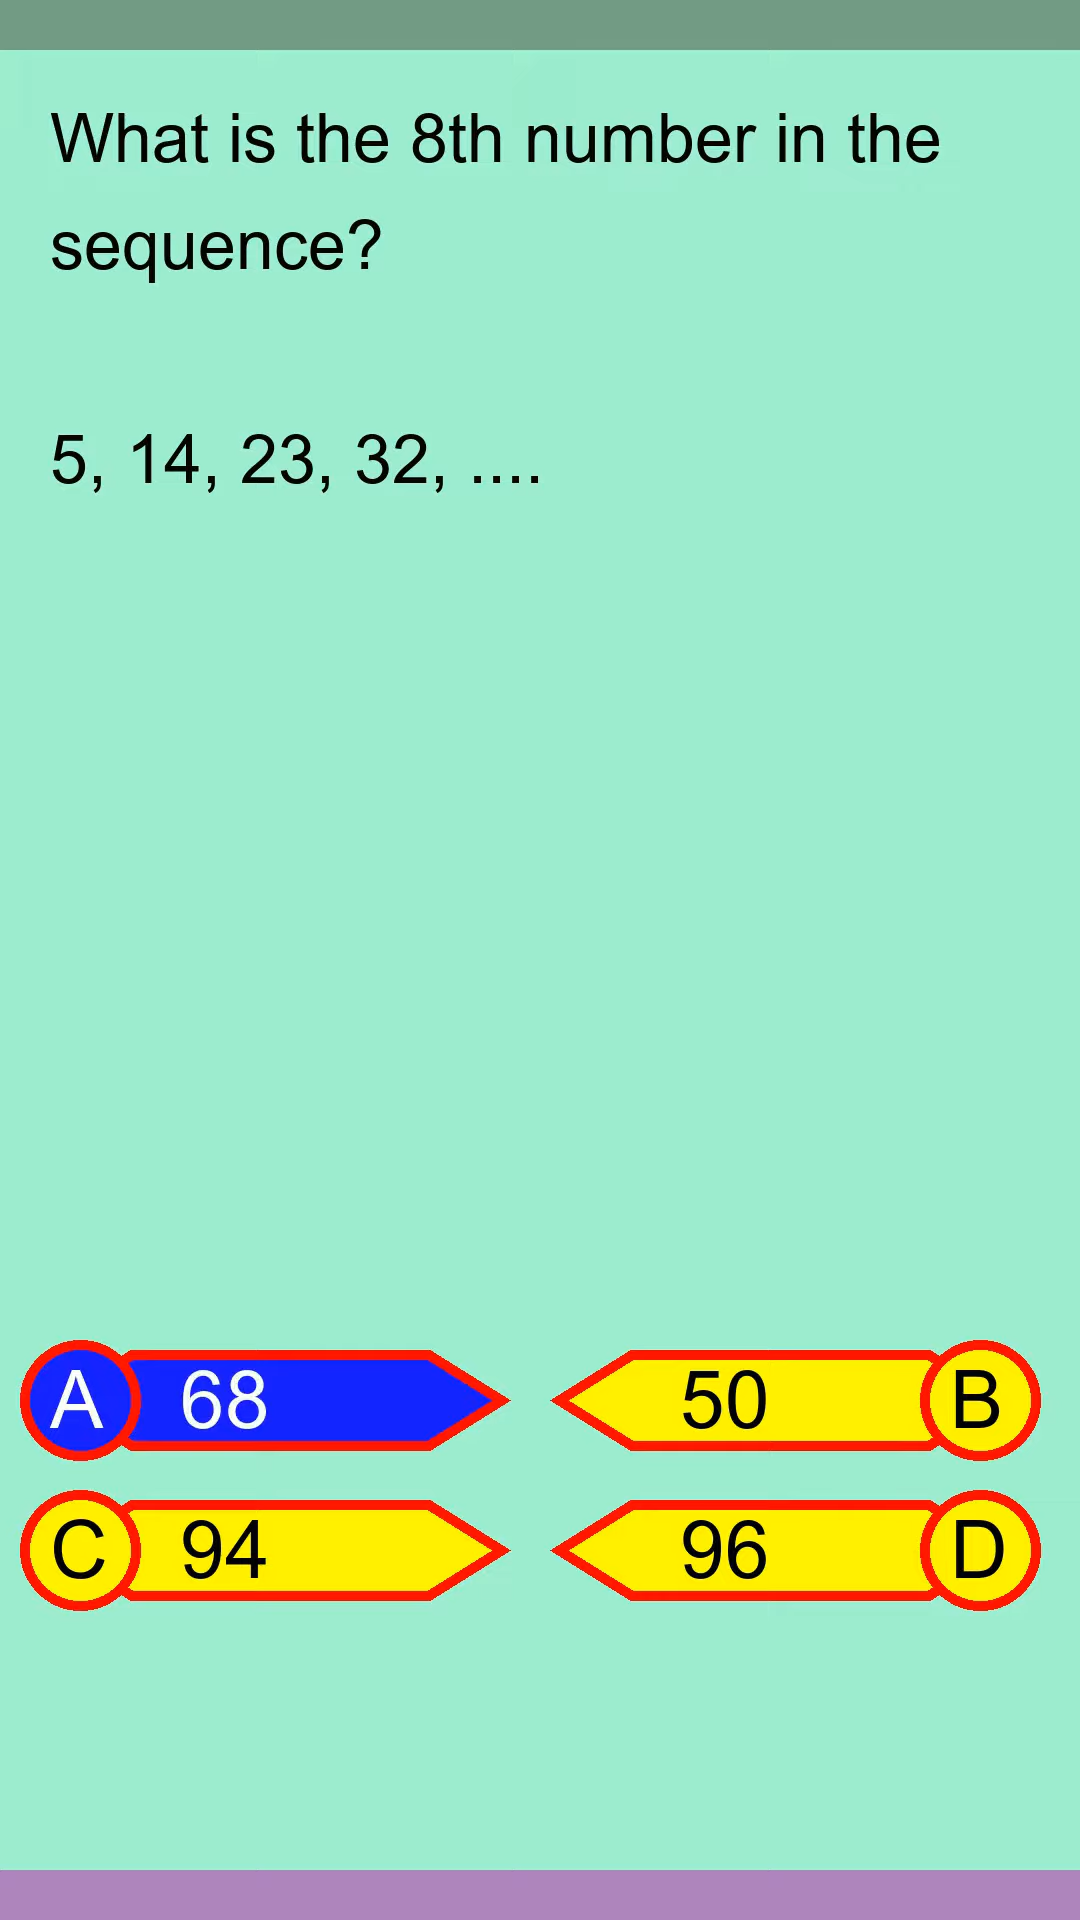 What is the 8th number in the
sequence?
5, 14, 23, 32, ....
A 68
50 B
C 94
96 D